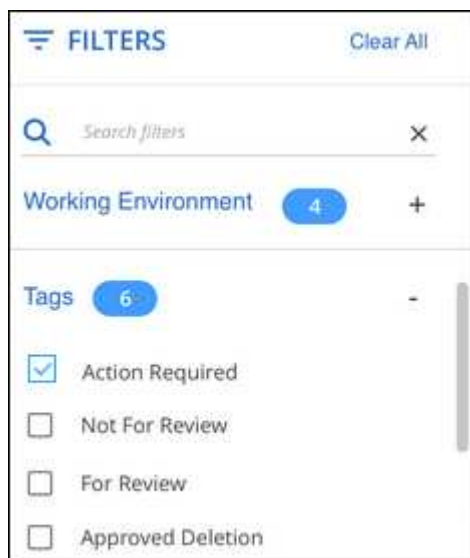 FILTERS Clear All
Search filters ×
Working Environment 4 +
Tags 6 -
Action Required
Not For Review
For Review
Approved Deletion